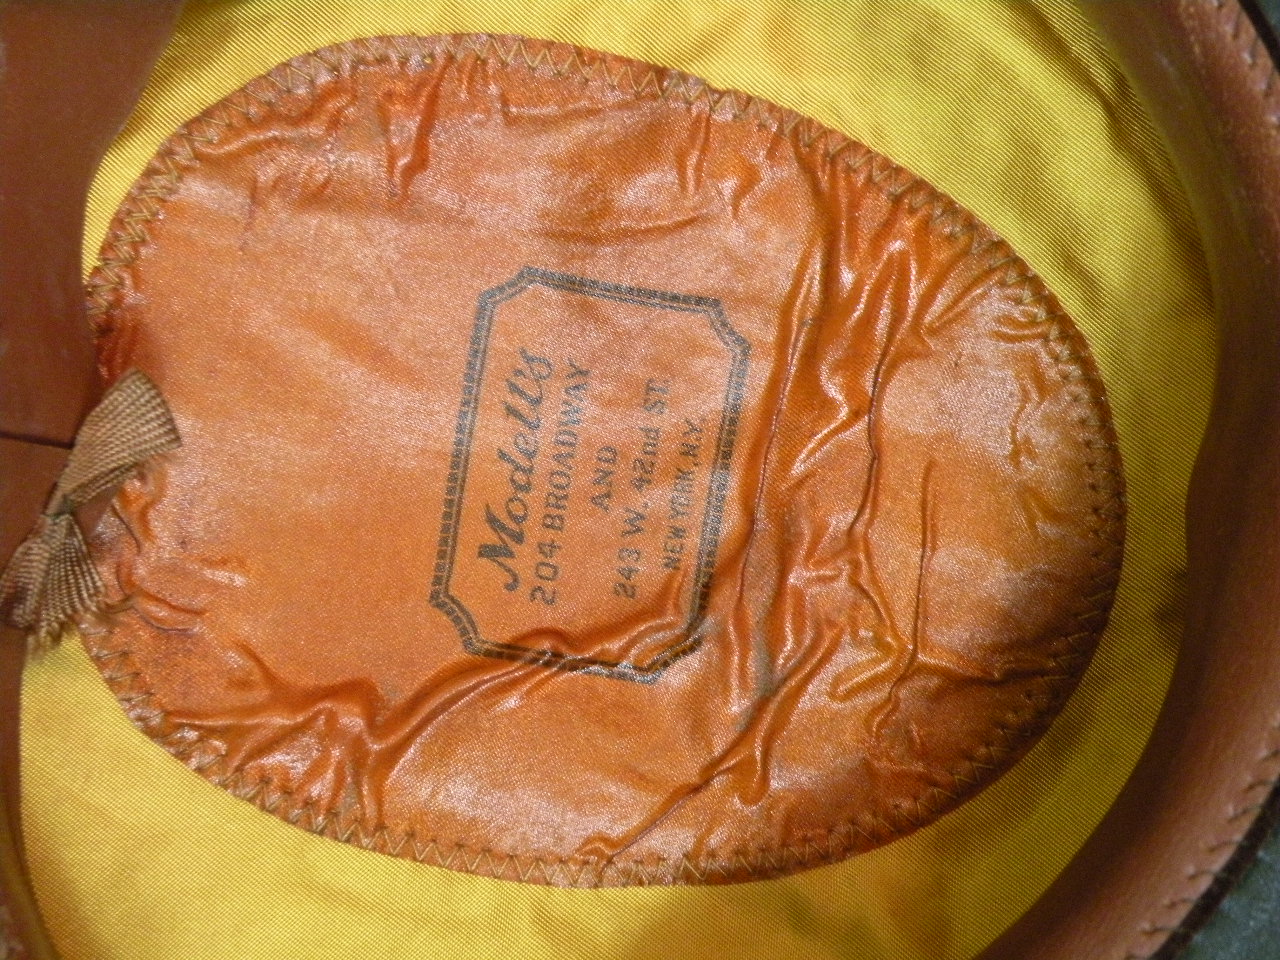 Modell's
204 BROADWAY
AND
243 W. 42nd ST.
NEW YORK, N.Y.